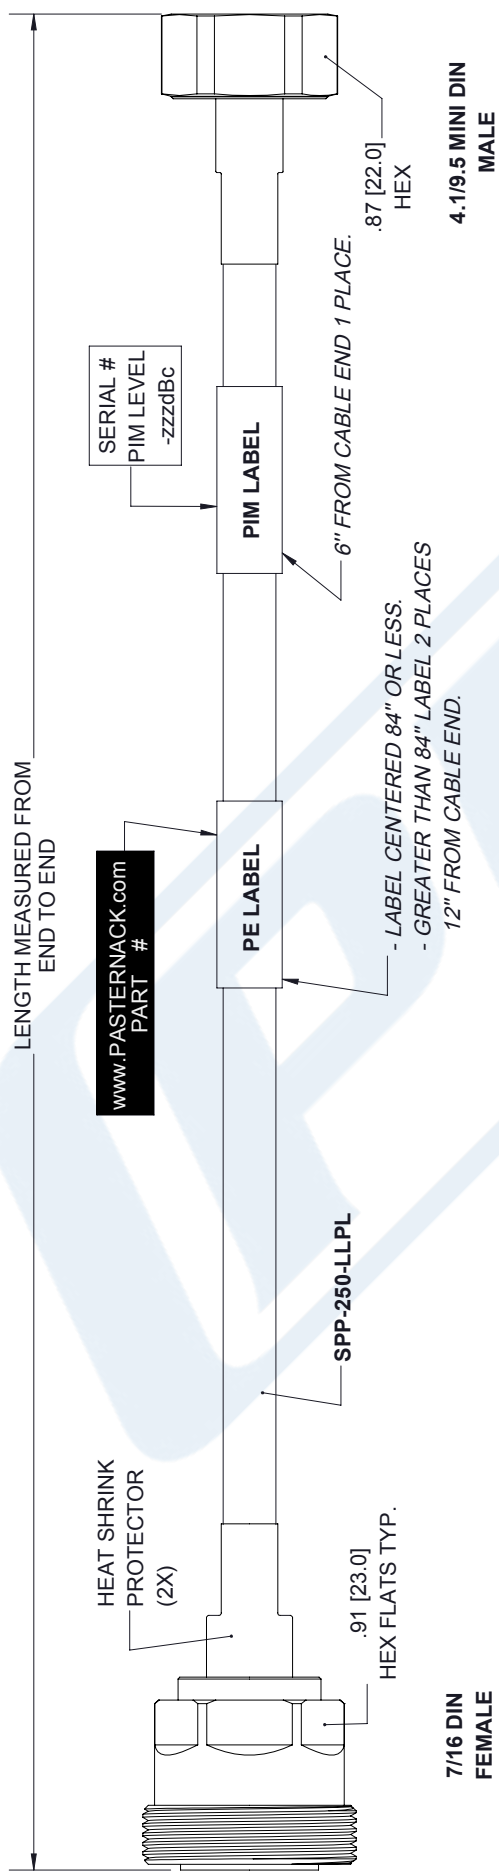 LENGTH MEASURED FROM
END TO END
HEAT SHRINK
PROTECTOR
(2X)
www.PASTERNACK.com
PART #
SERIAL #
PIM LEVEL
-zzzdBc
PE LABEL
PIM LABEL
.91 [23.0]
HEX FLATS TYP.
SPP-250-LLPL
- LABEL CENTERED 84" OR LESS.
- GREATER THAN 84" LABEL 2 PLACES
12" FROM CABLE END.
6" FROM CABLE END 1 PLACE.
.87 [22.0]
HEX
7/16 DIN
FEMALE
4.1/9.5 MINI DIN
MALE